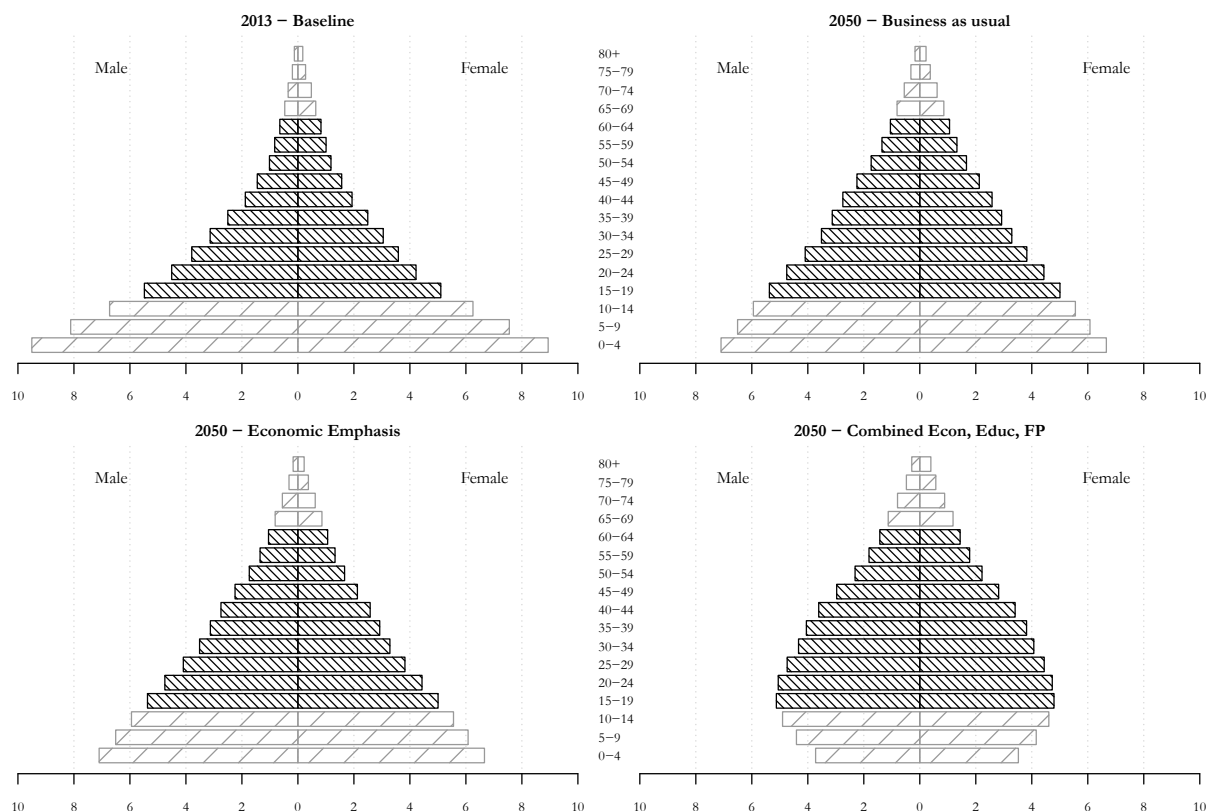 2013 − Baseline
2050 − Business as usual
Male
Female
80+
75−79
70−74
65−69
60−64
55−59
50−54
45−49
40−44
35−39
30−34
25−29
20−24
15−19
10−14
5−9
0−4
Male
Female
10 8 6 4 2 0 2 4 6 8 10
10 8 6 4 2 0 2 4 6 8 10
2050 − Economic Emphasis
2050 − Combined Econ, Educ, FP
Male
Female
80+
75−79
70−74
65−69
60−64
55−59
50−54
45−49
40−44
35−39
30−34
25−29
20−24
15−19
10−14
5−9
0−4
Male
Female
10 8 6 4 2 0 2 4 6 8 10
10 8 6 4 2 0 2 4 6 8 10